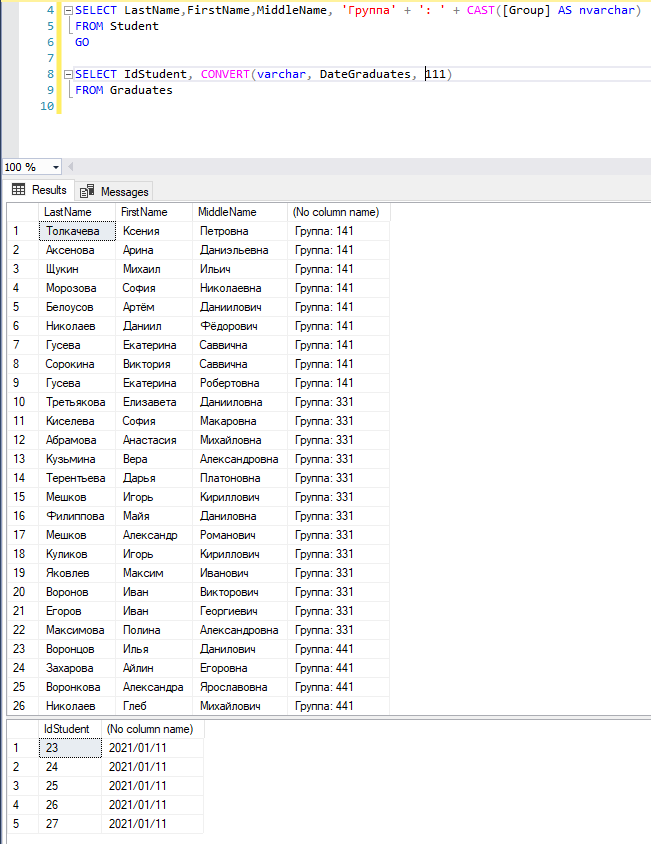 4 SELECT LastName,FirstName,MiddleName, 'Группа' + ': ' + CAST([Group] AS nvarchar)
5 FROM Student
6 GO
7
8 SELECT IdStudent, CONVERT(varchar, DateGraduates, 111)
9 FROM Graduates
10
100 %
Results Messages
LastName FirstName MiddleName (No column name)
1 Толкачева Ксения Петровна Группа: 141
2 Аксенова Арина Даниэльевна Группа: 141
3 Щукин Михаил Ильич Группа: 141
4 Морозова София Николаевна Группа: 141
5 Белоусов Артём Даниилович Группа: 141
6 Николаев Даниил Фёдорович Группа: 141
7 Гусева Екатерина Саввична Группа: 141
8 Сорокина Виктория Саввична Группа: 141
9 Гусева Екатерина Робертовна Группа: 141
10 Третьякова Елизавета Данииловна Группа: 331
11 Киселева София Макаровна Группа: 331
12 Абрамова Анастасия Михайловна Группа: 331
13 Кузьмина Вера Александровна Группа: 331
14 Терентьева Дарья Платоновна Группа: 331
15 Мешков Игорь Кириллович Группа: 331
16 Филиппова Майя Даниловна Группа: 331
17 Мешков Александр Романович Группа: 331
18 Куликов Игорь Кириллович Группа: 331
19 Яковлев Максим Иванович Группа: 331
20 Воронов Иван Викторович Группа: 331
21 Егоров Иван Георгиевич Группа: 331
22 Максимова Полина Александровна Группа: 331
23 Воронцов Илья Данилович Группа: 441
24 Захарова Айлин Егоровна Группа: 441
25 Воронкова Александра Ярославовна Группа: 441
26 Николаев Глеб Михайлович Группа: 441
IdStudent (No column name)
1 23 2021/01/11
2 24 2021/01/11
3 25 2021/01/11
4 26 2021/01/11
5 27 2021/01/11